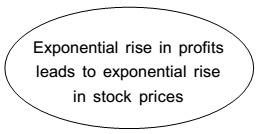 Exponential rise in profits
leads to exponential rise
in stock prices